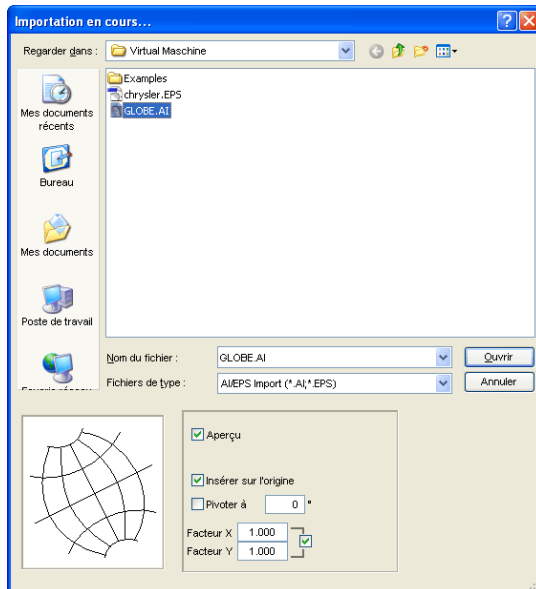 Importation en cours...
Regarder dans :
Virtual Maschine
Examples
chrysler.EPS
GLOBE.AI
Mes documents
récents
Bureau
Mes documents
Poste de travail
Nom du fichier :
GLOBE.AI
Ouvrir
Fichiers de type :
AI/EPS Import (*.AI;*.EPS)
Annuler
Aperçu
Insérer sur l'origine
Pivoter à
0 °
Facteur X
1.000
Facteur Y
1.000